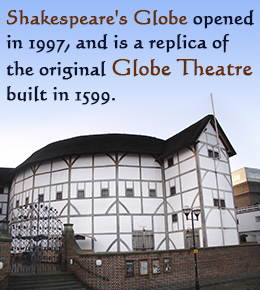 Shakespeare's Globe opened
in 1997, and is a replica of
the original Globe Theatre
built in 1599.